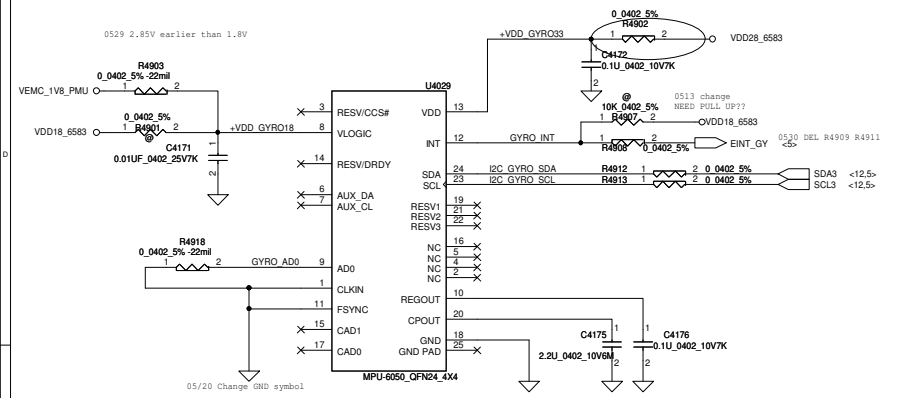 0529 2.85V earlier than 1.8V
R4903
0_0402_5% -22mil
VEMC_1V8_PMU
1 2
0_0402_5%
VDD18_6583
1 2
R4901
@
+VDD_GYRO18
C4171
0.01UF_0402_25V7K
1
2
R4918
0_0402_5% -22mil
1 2
GYRO_AD0
05/20 Change GND symbol
U4029
3 RESV/CCS#
8 VLOGIC
14 RESV/DRDY
6 AUX_DA
7 AUX_CL
9 AD0
1 CLKIN
11 FSYNC
15 CAD1
17 CAD0
VDD 13
INT 12
SDA 24
SCL 23
RESV1 19
RESV2 21
RESV3 22
NC 16
NC 5
NC 4
NC 2
REGOUT 10
CPOUT 20
GND 18
GND PAD 25
MPU-6050_QFN24_4X4
+VDD_GYRO33
0_0402_5%
R4902
1 2
VDD28_6583
C4172
0.1U_0402_10V7K
1
2
@
10K_0402_5%
R4907
1 2
VDD18_6583
0513 change
NEED PULL UP??
GYRO_INT
1 2
R4908 0_0402_5%
EINT_GY
<5>
0530 DEL R4909 R4911
I2C_GYRO_SDA R4912 1 2 0_0402_5% SDA3 <12,5>
I2C_GYRO_SCL R4913 1 2 0_0402_5% SCL3 <12,5>
C4175
2.2U_0402_10V6M
1
2
C4176
0.1U_0402_10V7K
1
2
D